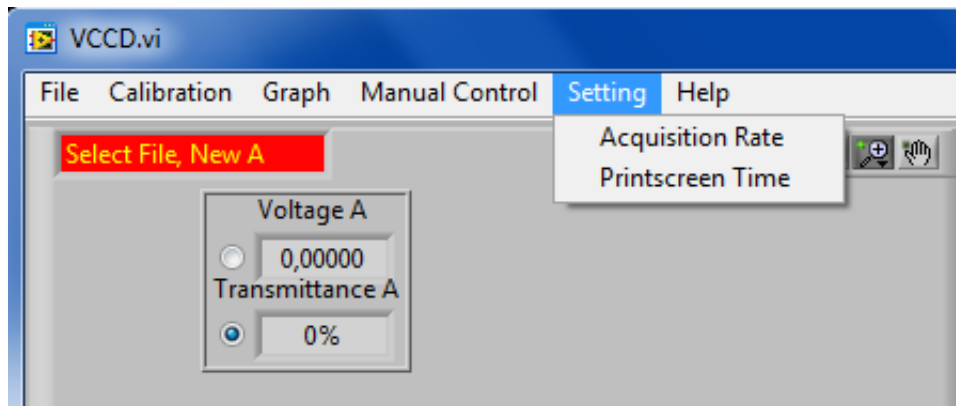 VCCD.vi
File Calibration Graph Manual Control Setting Help
Acquisition Rate
Printscreen Time
Select File, New A
Voltage A
0,00000
Transmittance A
0%